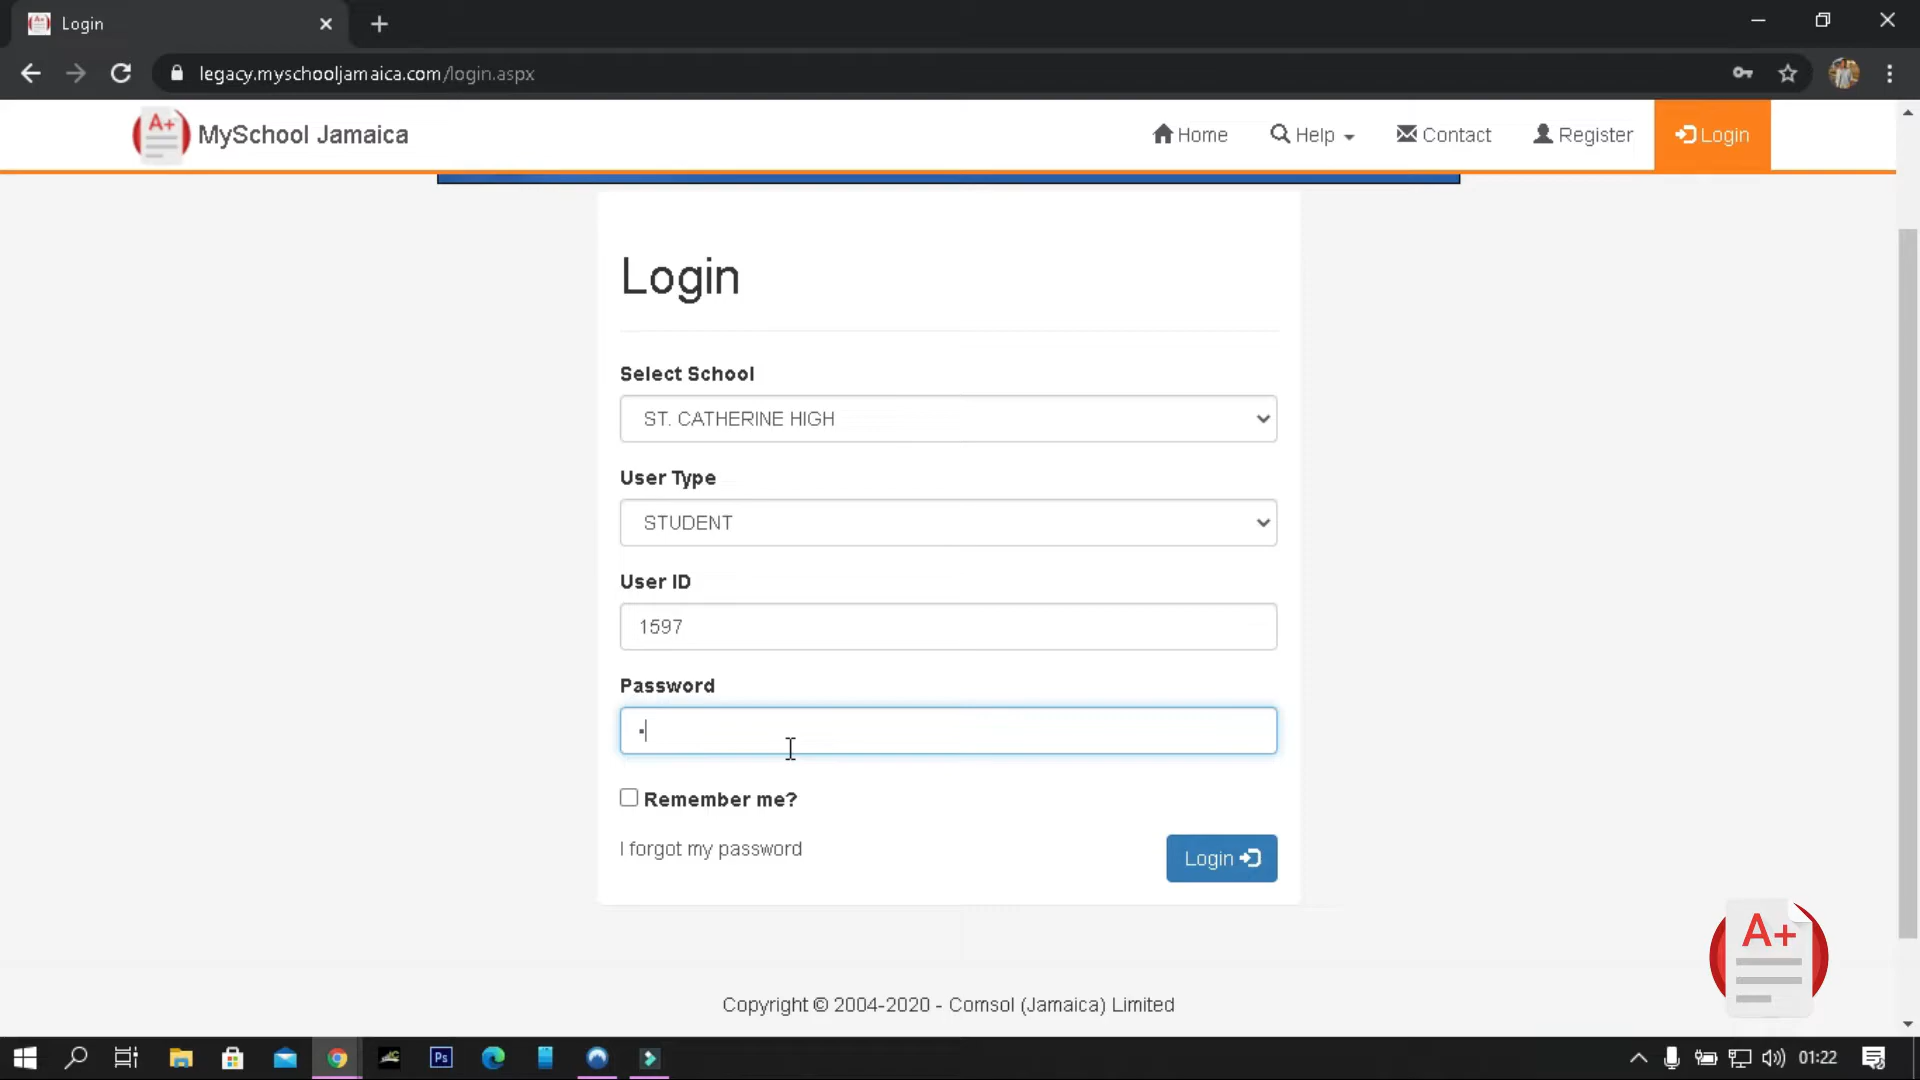 Login
legacy.myschooljamaica.com/login.aspx
A+ MySchool Jamaica
Home Help Contact Register Login
Login
Select School
ST. CATHERINE HIGH
User Type
STUDENT
User ID
1597
Password
Remember me?
I forgot my password
Login
A+
Copyright © 2004-2020 - Comsol (Jamaica) Limited
Ps
01:22